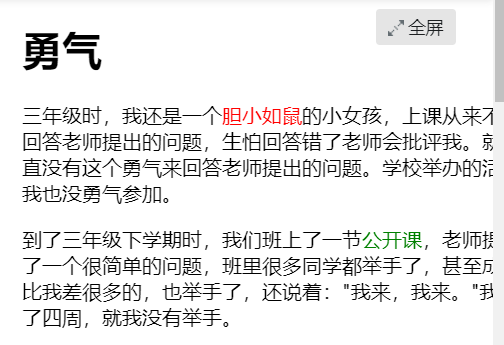 全屏
勇气
三年级时，我还是一个胆小如鼠的小女孩，上课从来不
回答老师提出的问题，生怕回答错了老师会批评我。就
直没有这个勇气来回答老师提出的问题。学校举办的活
我也没勇气参加。
到了三年级下学期时，我们班上了一节公开课，老师提
了一个很简单的问题，班里很多同学都举手了，甚至成
比我差很多的，也举手了，还说着："我来，我来。"我
了四周，就我没有举手。